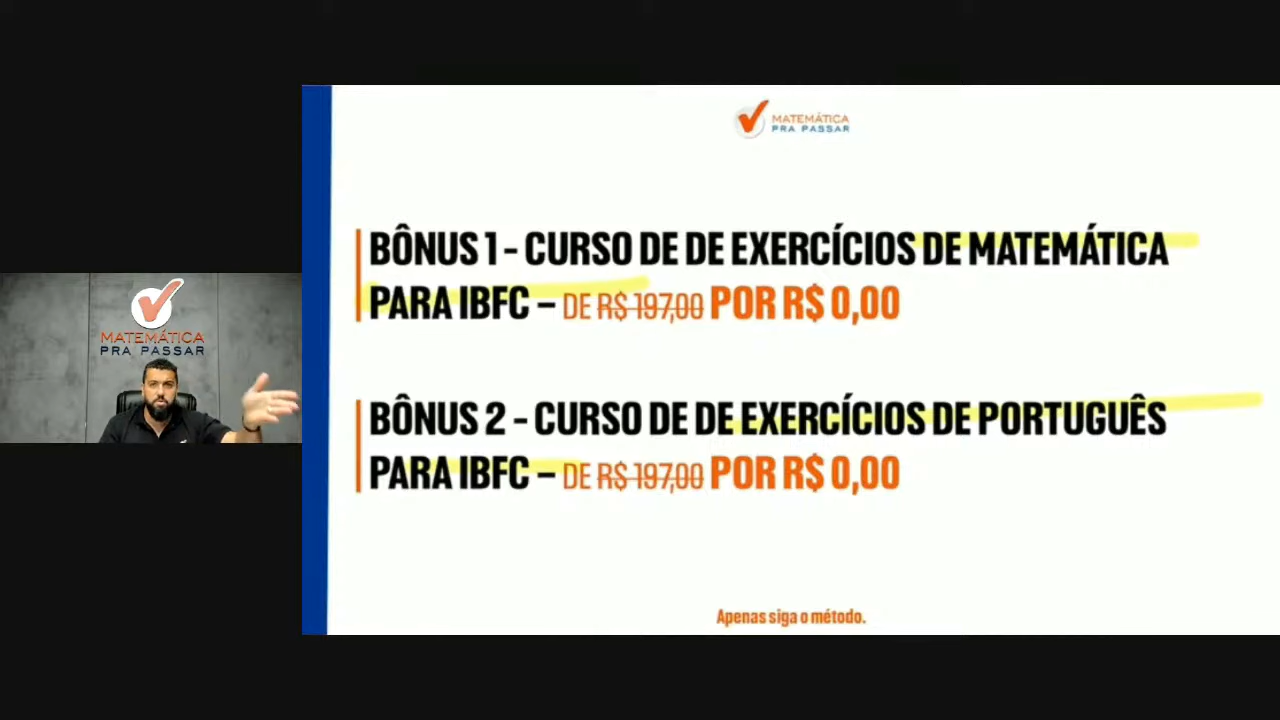 MATEMÁTICA
PRA PASSAR
MATEMÁTICA
PRA PASSAR
BÔNUS 1 - CURSO DE DE EXERCÍCIOS DE MATEMÁTICA
PARA IBFC – DE R$ 197,00 POR R$ 0,00
BÔNUS 2 - CURSO DE DE EXERCÍCIOS DE PORTUGUÊS
PARA IBFC – DE R$ 197,00 POR R$ 0,00
Apenas siga o método.